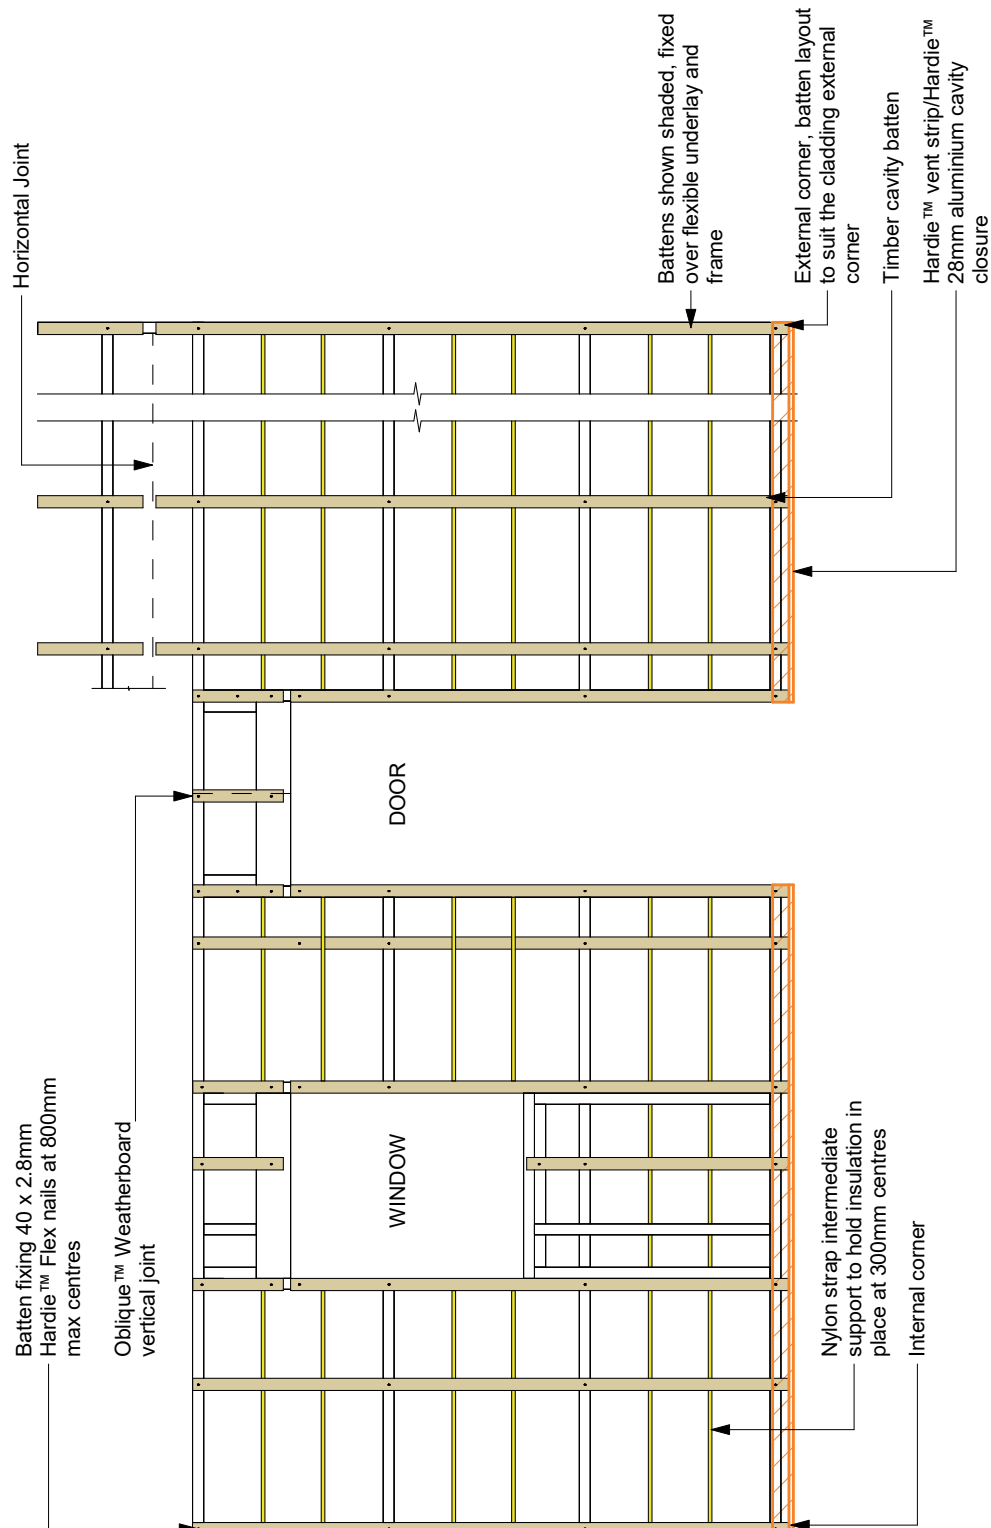 Batten fixing 40 x 2.8mm
Hardie™ Flex nails at 800mm
max centres
Oblique™ Weatherboard
vertical joint
Horizontal Joint
WINDOW
DOOR
Battens shown shaded, fixed
over flexible underlay and
frame
External corner, batten layout
to suit the cladding external
corner
Timber cavity batten
Hardie™ vent strip/Hardie™
28mm aluminium cavity
closure
Nylon strap intermediate
support to hold insulation in
place at 300mm centres
Internal corner